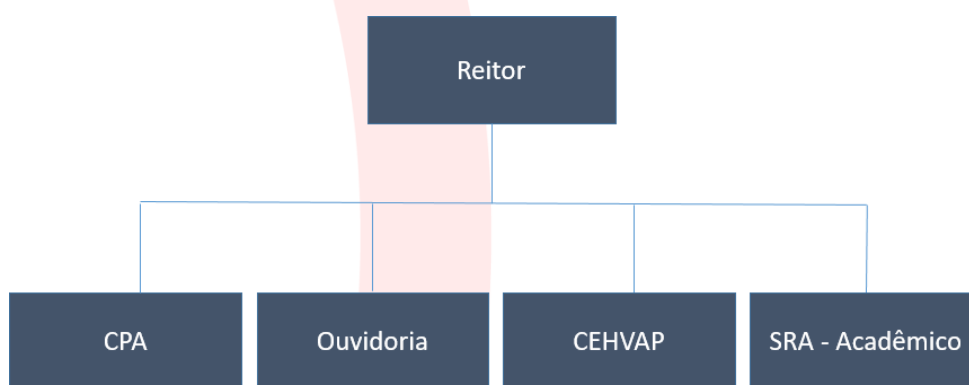 Reitor
CPA
Ouvidoria
CEHVAP
SRA - Acadêmico